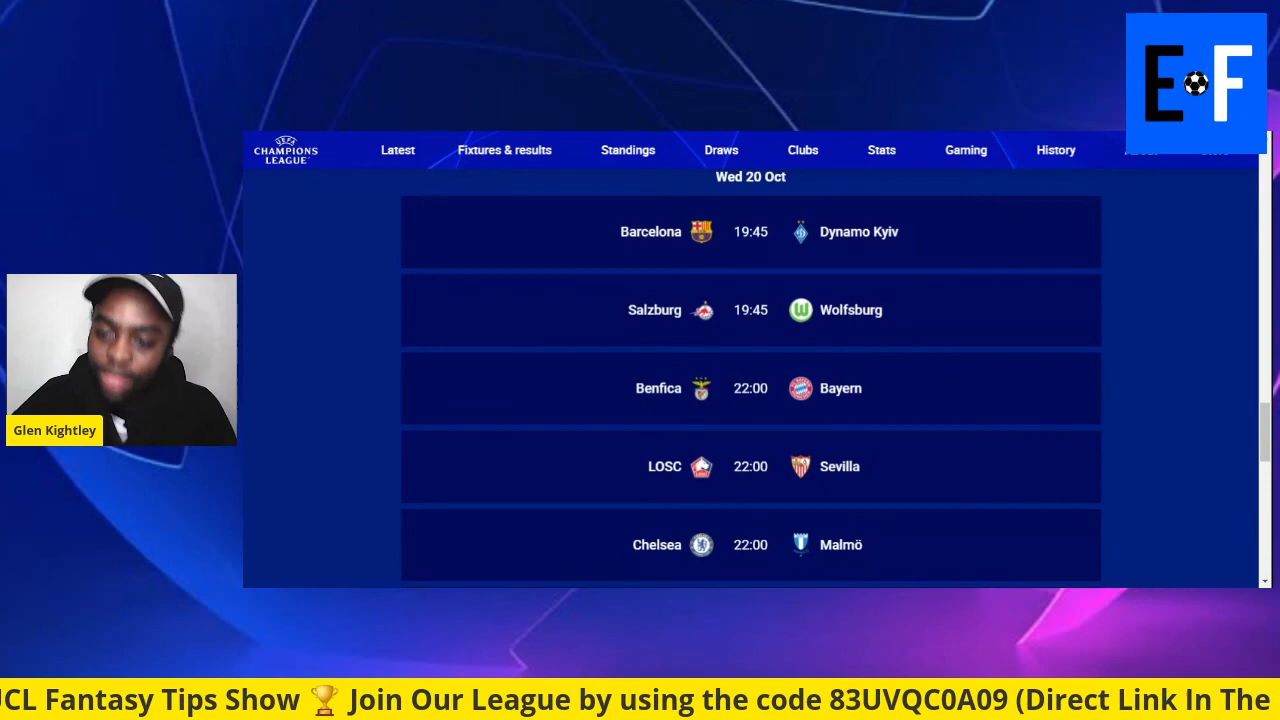 E F
UEFA
CHAMPIONS
LEAGUE
Latest Fixtures & results Standings Draws Clubs Stats Gaming History
Wed 20 Oct
Barcelona 19:45 Dynamo Kyiv
Salzburg 19:45 Wolfsburg
Benfica 22:00 Bayern
LOSC 22:00 Sevilla
Chelsea 22:00 Malmö
Glen Kightley
UCL Fantasy Tips Show 🏆 Join Our League by using the code 83UVQC0A09 (Direct Link In The